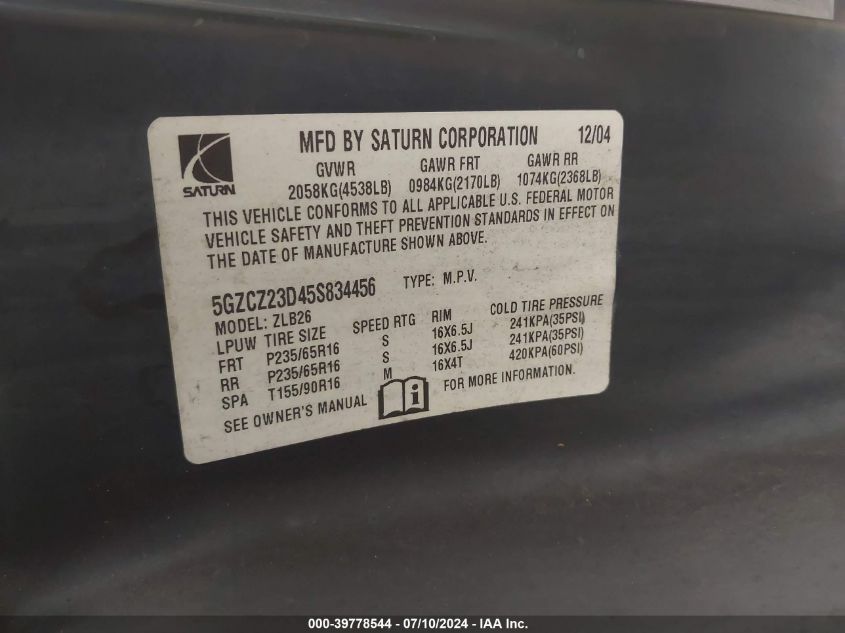 MFD BY SATURN CORPORATION 12/04
SATURN
GVWR GAWR FRT GAWR RR
2058KG(4538LB) 0984KG(2170LB) 1074KG(2368LB)
THIS VEHICLE CONFORMS TO ALL APPLICABLE U.S. FEDERAL MOTOR
VEHICLE SAFETY AND THEFT PREVENTION STANDARDS IN EFFECT ON
THE DATE OF MANUFACTURE SHOWN ABOVE.
5GZCZ23D45S834456 TYPE: M.P.V.
MODEL: ZLB26
LPUW TIRE SIZE SPEED RTG RIM COLD TIRE PRESSURE
FRT P235/65R16 S 16X6.5J 241KPA(35PSI)
RR P235/65R16 S 16X6.5J 241KPA(35PSI)
SPA T155/90R16 M 16X4T 420KPA(60PSI)
SEE OWNER'S MANUAL i FOR MORE INFORMATION.
000-39778544 - 07/10/2024 - IAA Inc.